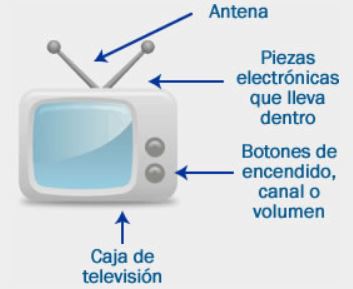 Antena
Piezas
electrónicas
que lleva
dentro
Botones de
encendido,
canal o
volumen
Caja de
televisión